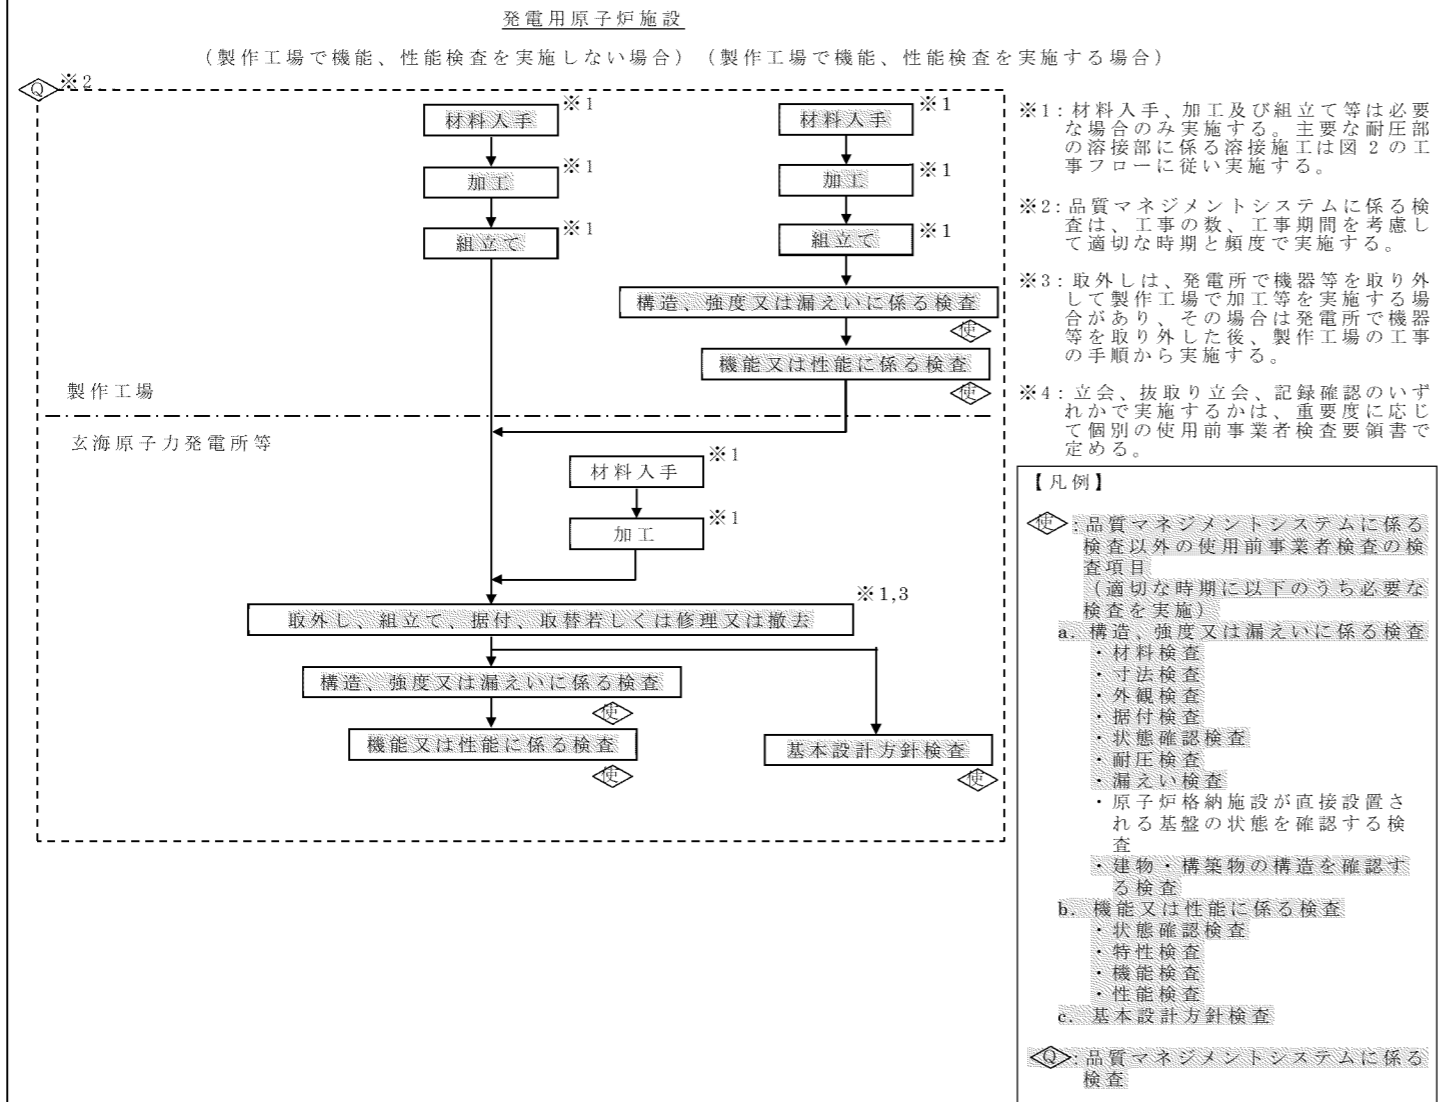 発電用原子炉施設
（製作工場で機能、性能検査を実施しない場合）（製作工場で機能、性能検査を実施する場合）
Q ※2
材料入手 ※1
加工 ※1
組立て ※1
材料入手 ※1
加工 ※1
組立て ※1
構造、強度又は漏えいに係る検査
使
機能又は性能に係る検査
使
製作工場
玄海原子力発電所等
材料入手 ※1
加工 ※1
※1,3
取外し、組立て、据付、取替若しくは修理又は撤去
構造、強度又は漏えいに係る検査
使
機能又は性能に係る検査
使
基本設計方針検査
使
※1：材料入手、加工及び組立て等は必要
な場合のみ実施する。主要な耐圧部
の溶接部に係る溶接施工は図2の工
事フローに従い実施する。
※2：品質マネジメントシステムに係る検
査は、工事の数、工事期間を考慮し
て適切な時期と頻度で実施する。
※3：取外しは、発電所で機器等を取り外
して製作工場で加工等を実施する場
合があり、その場合は発電所で機器
等を取り外した後、製作工場の工事
の手順から実施する。
※4：立会、抜取り立会、記録確認のいず
れかで実施するかは、重要度に応じ
て個別の使用前事業者検査要領書で
定める。
【凡例】
使：品質マネジメントシステムに係る
検査以外の使用前事業者検査の検
査項目
（適切な時期に以下のうち必要な
検査を実施）
a. 構造、強度又は漏えいに係る検査
・材料検査
・寸法検査
・外観検査
・据付検査
・状態確認検査
・耐圧検査
・漏えい検査
・原子炉格納施設が直接設置さ
れる基盤の状態を確認する検
査
・建物・構築物の構造を確認す
る検査
b. 機能又は性能に係る検査
・状態確認検査
・特性検査
・機能検査
・性能検査
c. 基本設計方針検査
Q：品質マネジメントシステムに係る
検査